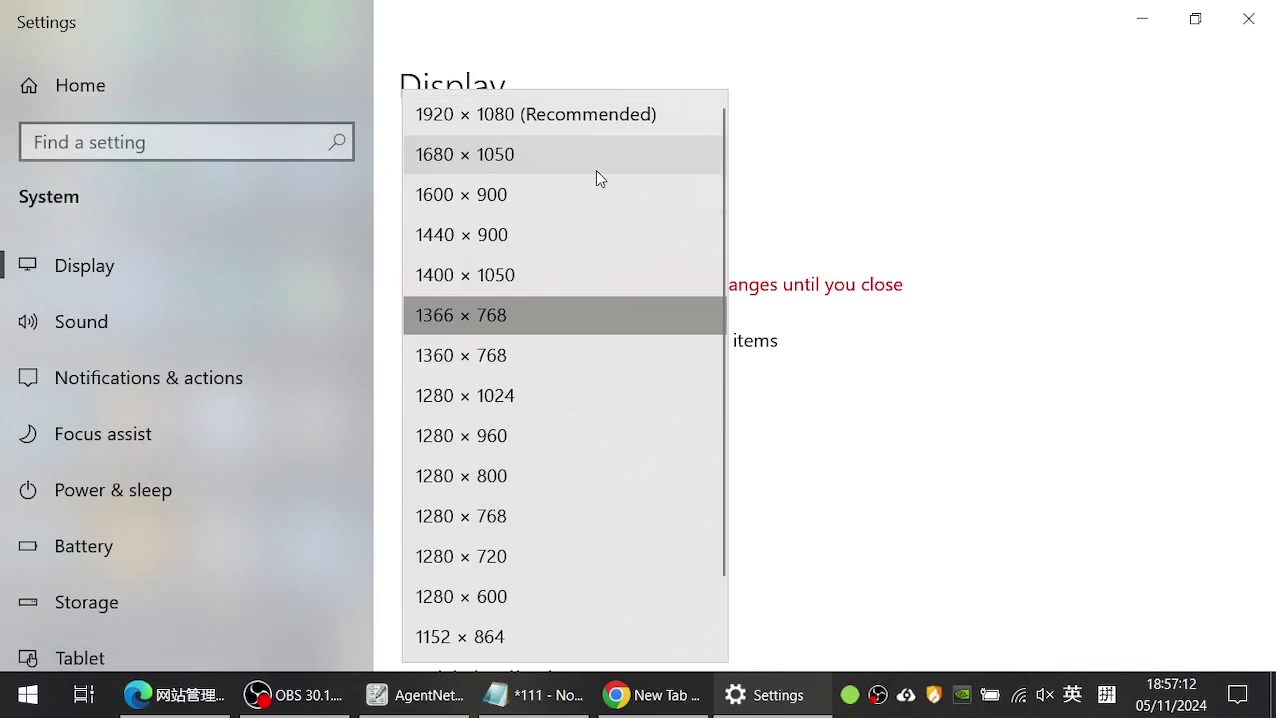 Settings
Home
Find a setting
System
Display
Sound
Notifications & actions
Focus assist
Power & sleep
Battery
Storage
Tablet
Display
1920 × 1080 (Recommended)
1680 × 1050
1600 × 900
1440 × 900
1400 × 1050
1366 × 768
1360 × 768
1280 × 1024
1280 × 960
1280 × 800
1280 × 768
1280 × 720
1280 × 600
1152 × 864
anges until you close
items
网站管理...
OBS 30.1....
AgentNet...
*111 - No...
New Tab ...
Settings
英
拼
18:57:12
05/11/2024